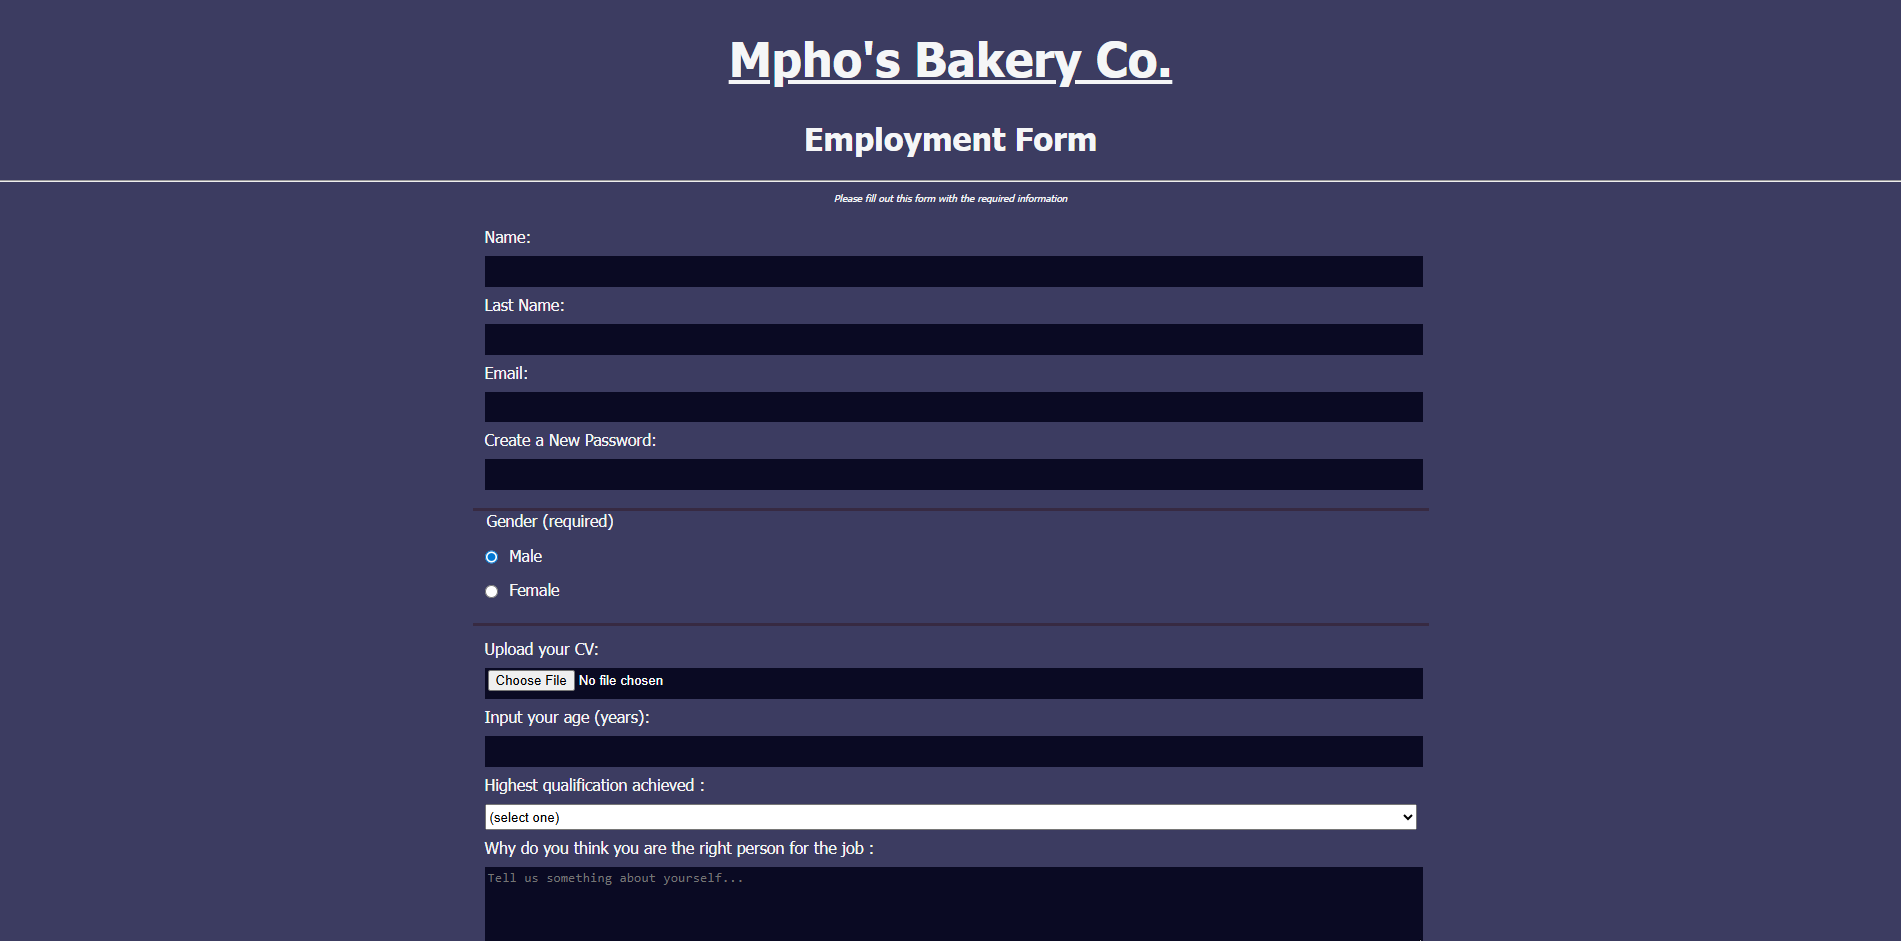 Mpho's Bakery Co.
Employment Form
Please fill out this form with the required information
Name:
Last Name:
Email:
Create a New Password:
Gender (required)
Male
Female
Upload your CV:
Choose File No file chosen
Input your age (years):
Highest qualification achieved :
(select one)
Why do you think you are the right person for the job :
Tell us something about yourself...